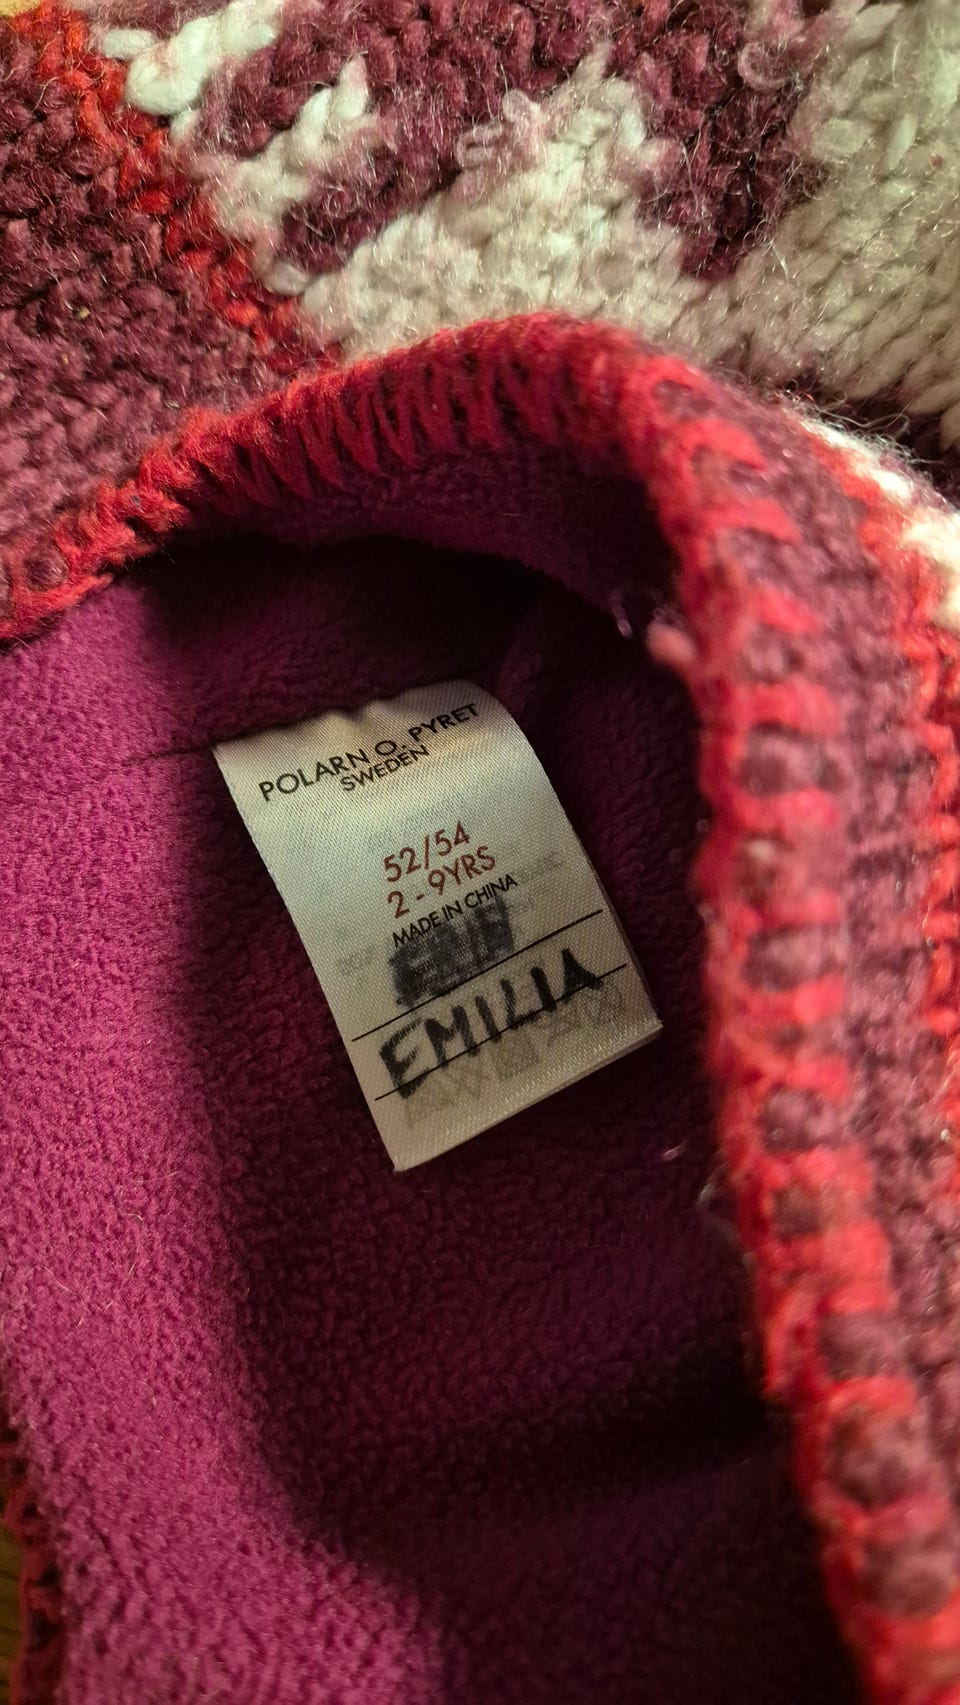 POLARN O. PYRET
SWEDEN
52/54
2 - 9YRS
MADE IN CHINA
EMILIA